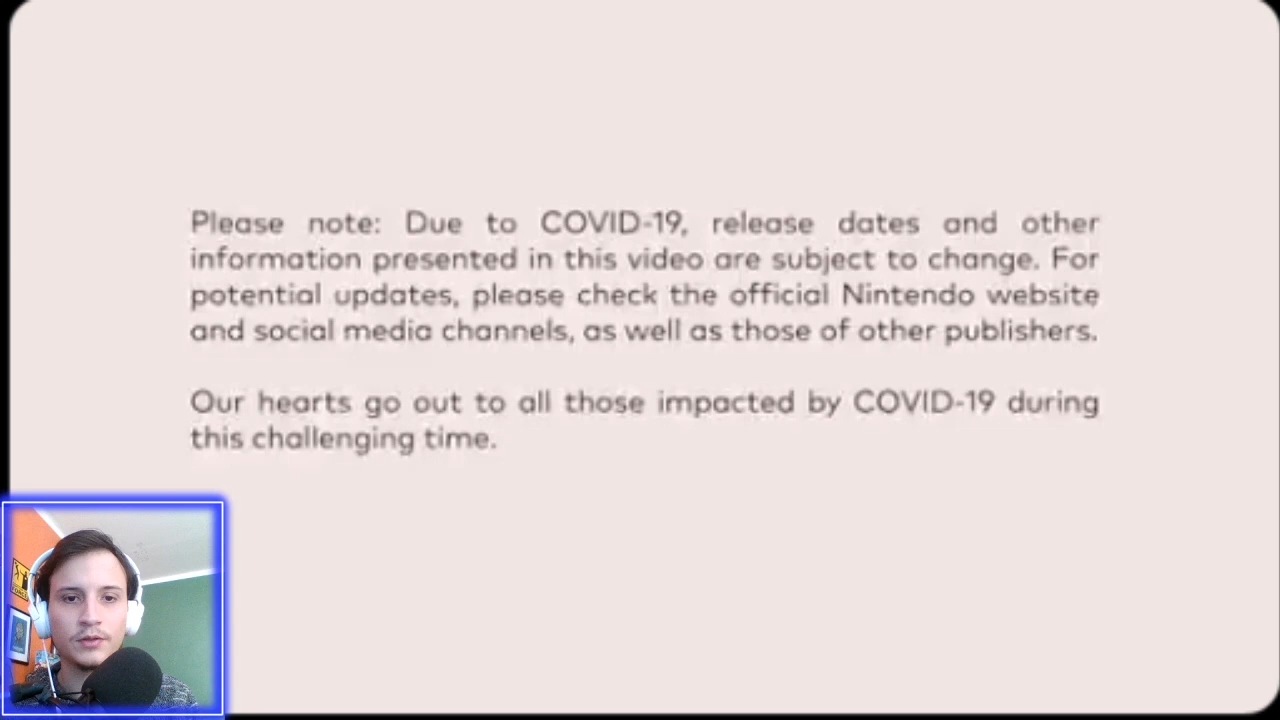 Please note: Due to COVID-19, release dates and other
information presented in this video are subject to change. For
potential updates, please check the official Nintendo website
and social media channels, as well as those of other publishers.
Our hearts go out to all those impacted by COVID-19 during
this challenging time.